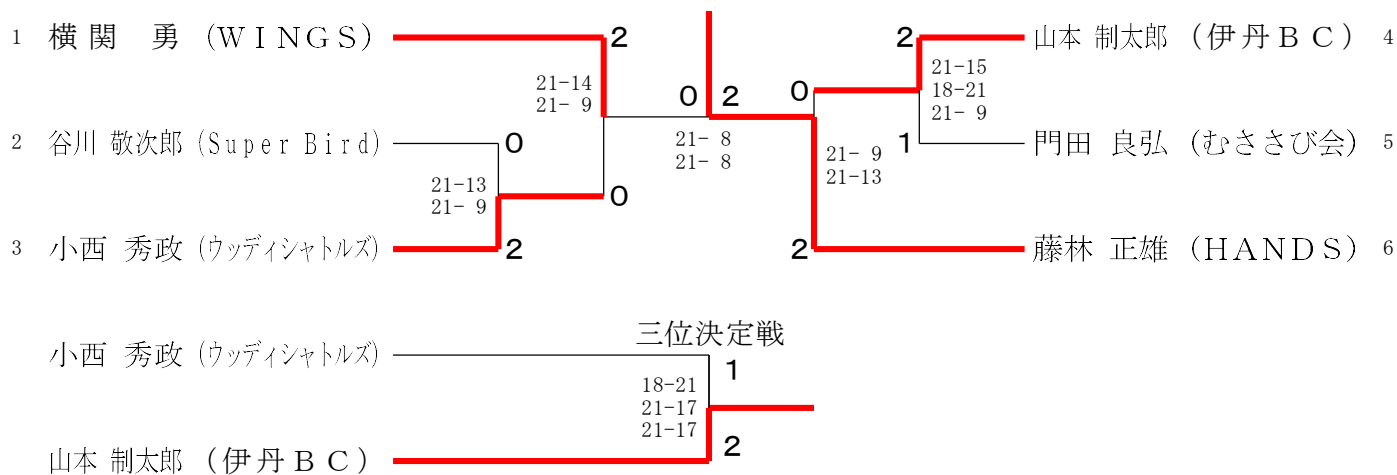 1 横関 勇 (WINGS)
2
21-14
21- 9
2 谷川 敬次郎 (Super Bird)
0
21-13
21- 9
0
3 小西 秀政 (ウッディシャトルズ)
2
0 2
21- 8
21- 8
2 山本 制太郎 (伊丹BC) 4
0
21-15
18-21
21- 9
1 門田 良弘 (むささび会) 5
21- 9
21-13
2 藤林 正雄 (HANDS) 6
三位決定戦
小西 秀政 (ウッディシャトルズ)
1
18-21
21-17
21-17
2
山本 制太郎 (伊丹BC)